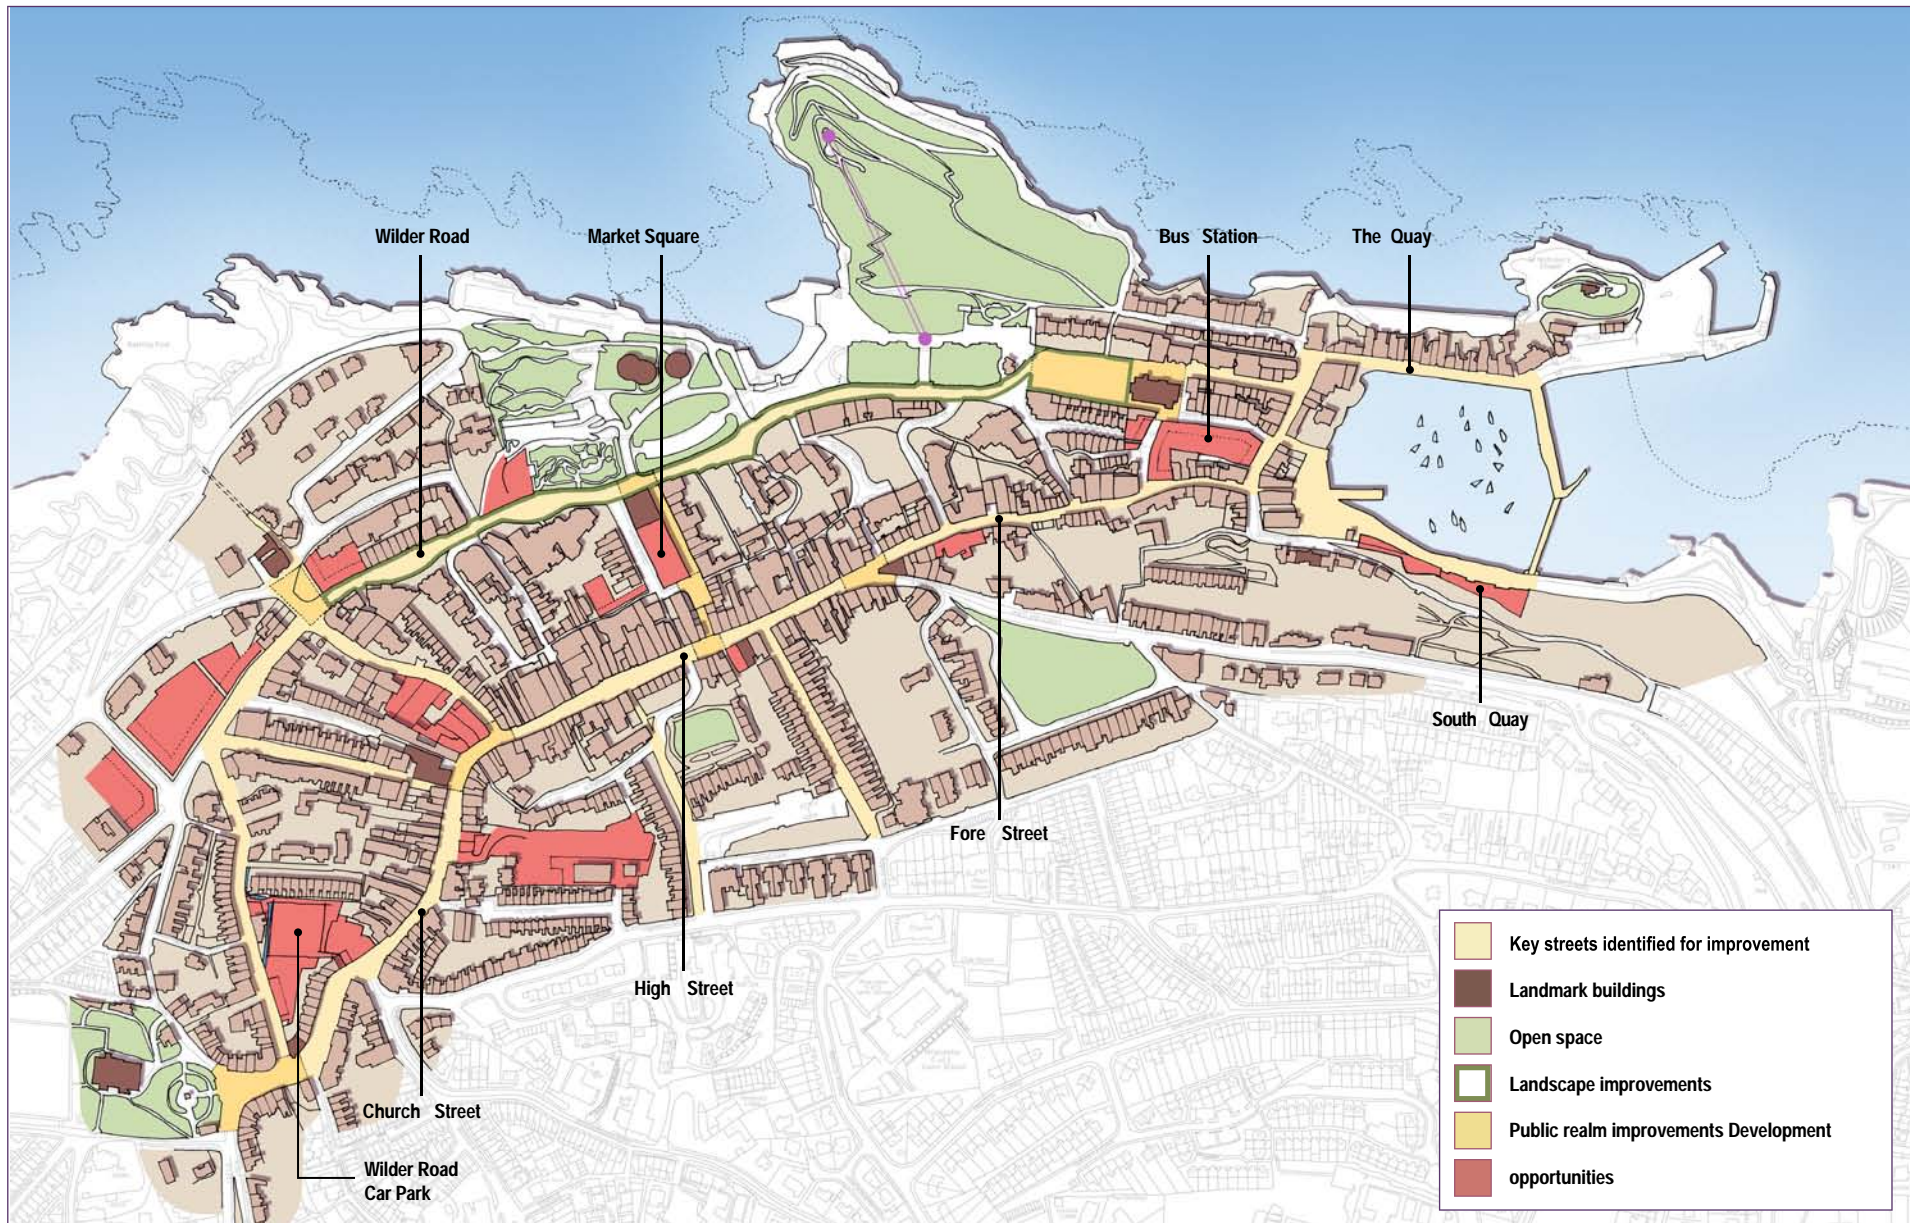 Wilder Road
Market Square
Bus Station
The Quay
South Quay
Fore Street
High Street
Church Street
Wilder Road
Car Park
Key streets identified for improvement
Landmark buildings
Open space
Landscape improvements
Public realm improvements Development
opportunities